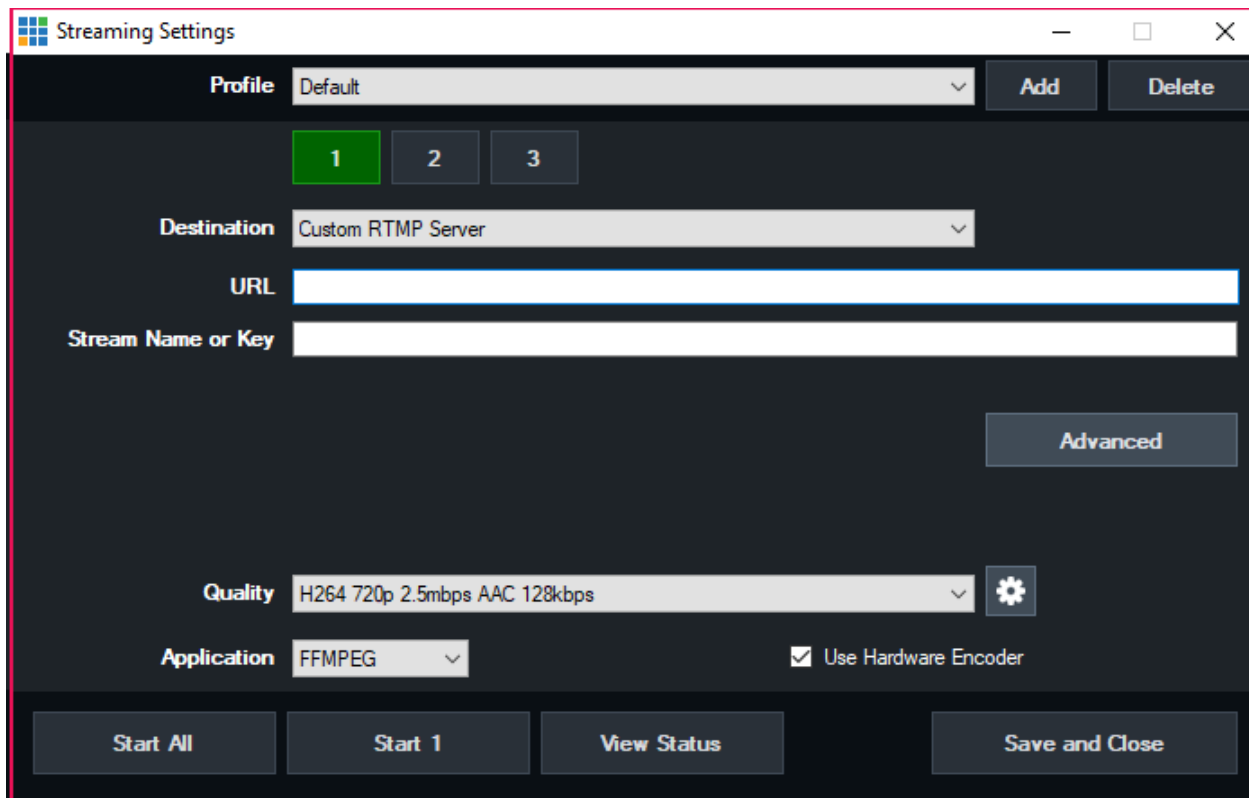 Streaming Settings
Profile Default Add Delete
1 2 3
Destination Custom RTMP Server
URL
Stream Name or Key
Advanced
Quality H264 720p 2.5mbps AAC 128kbps
Application FFMPEG Use Hardware Encoder
Start All Start 1 View Status Save and Close